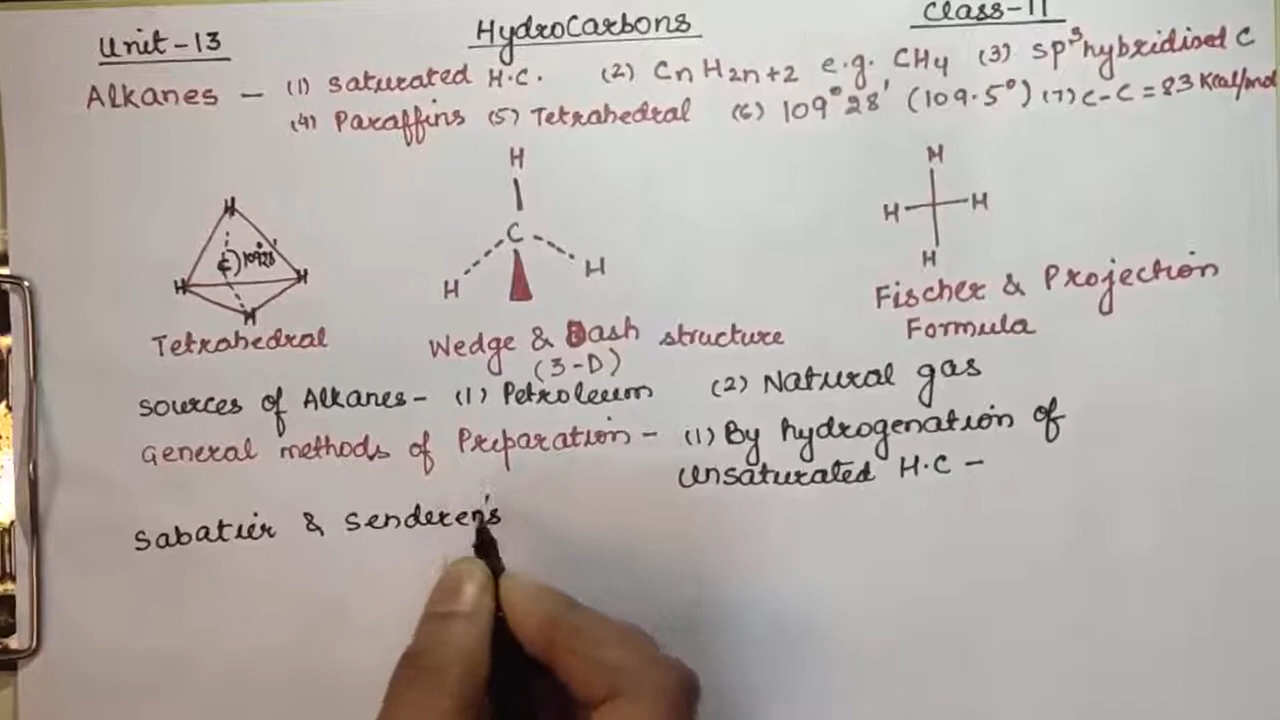 Unit-13 HydroCarbons Class-11
Alkanes - (1) saturated H.C. (2) CnH2n+2 e.g. CH4 (3) sp3 hybridised C
(4) Paraffins (5) Tetrahedral (6) 109°28' (109.5°) (7) C-C = 83 Kcal/mol
H
H H
H
C) 109°28'
Tetrahedral
H
C
H H
Wedge & Dash structure
(3-D)
H
H H
H
Fischer & Projection
Formula
Sources of Alkanes- (1) Petroleum (2) Natural gas
General methods of Preparation - (1) By hydrogenation of
Unsaturated H.C -
Sabatier & Senderen's